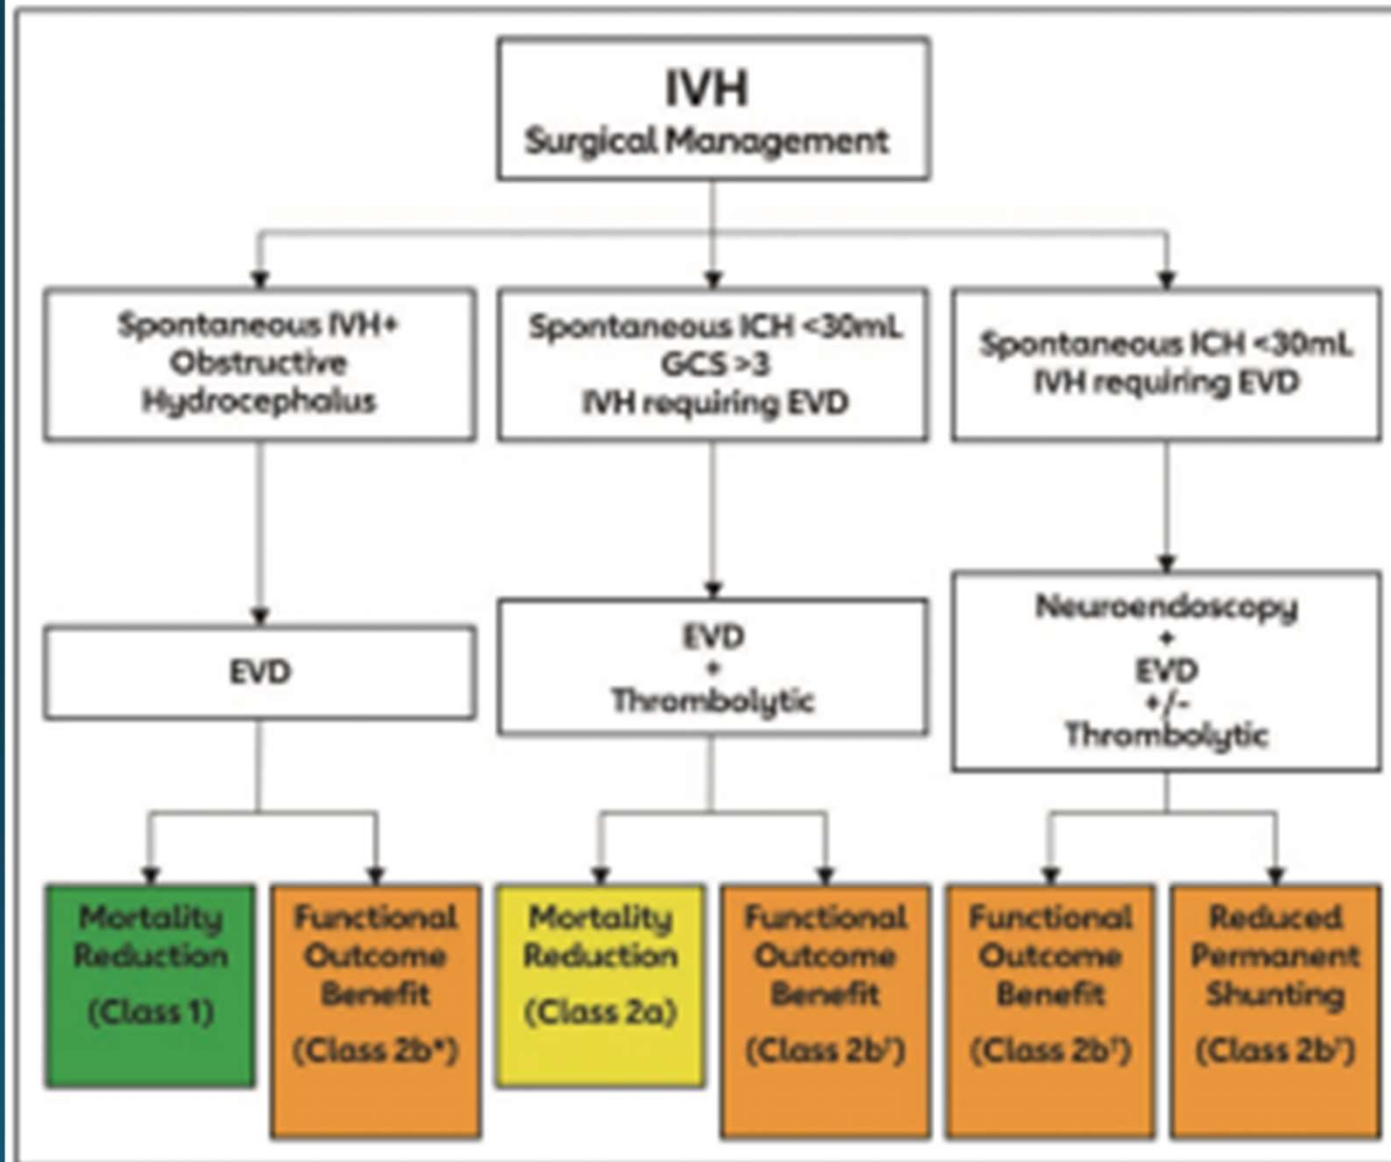 IVH
Surgical Management
Spontaneous IVH+
Obstructive
Hydrocephalus
Spontaneous ICH <30mL
GCS >3
IVH requiring EVD
Spontaneous ICH <30mL
IVH requiring EVD
EVD
EVD
+
Thrombolytic
Neuroendoscopy
+
EVD
+/-
Thrombolytic
Mortality
Reduction
(Class 1)
Functional
Outcome
Benefit
(Class 2b*)
Mortality
Reduction
(Class 2a)
Functional
Outcome
Benefit
(Class 2b†)
Functional
Outcome
Benefit
(Class 2b†)
Reduced
Permanent
Shunting
(Class 2b†)